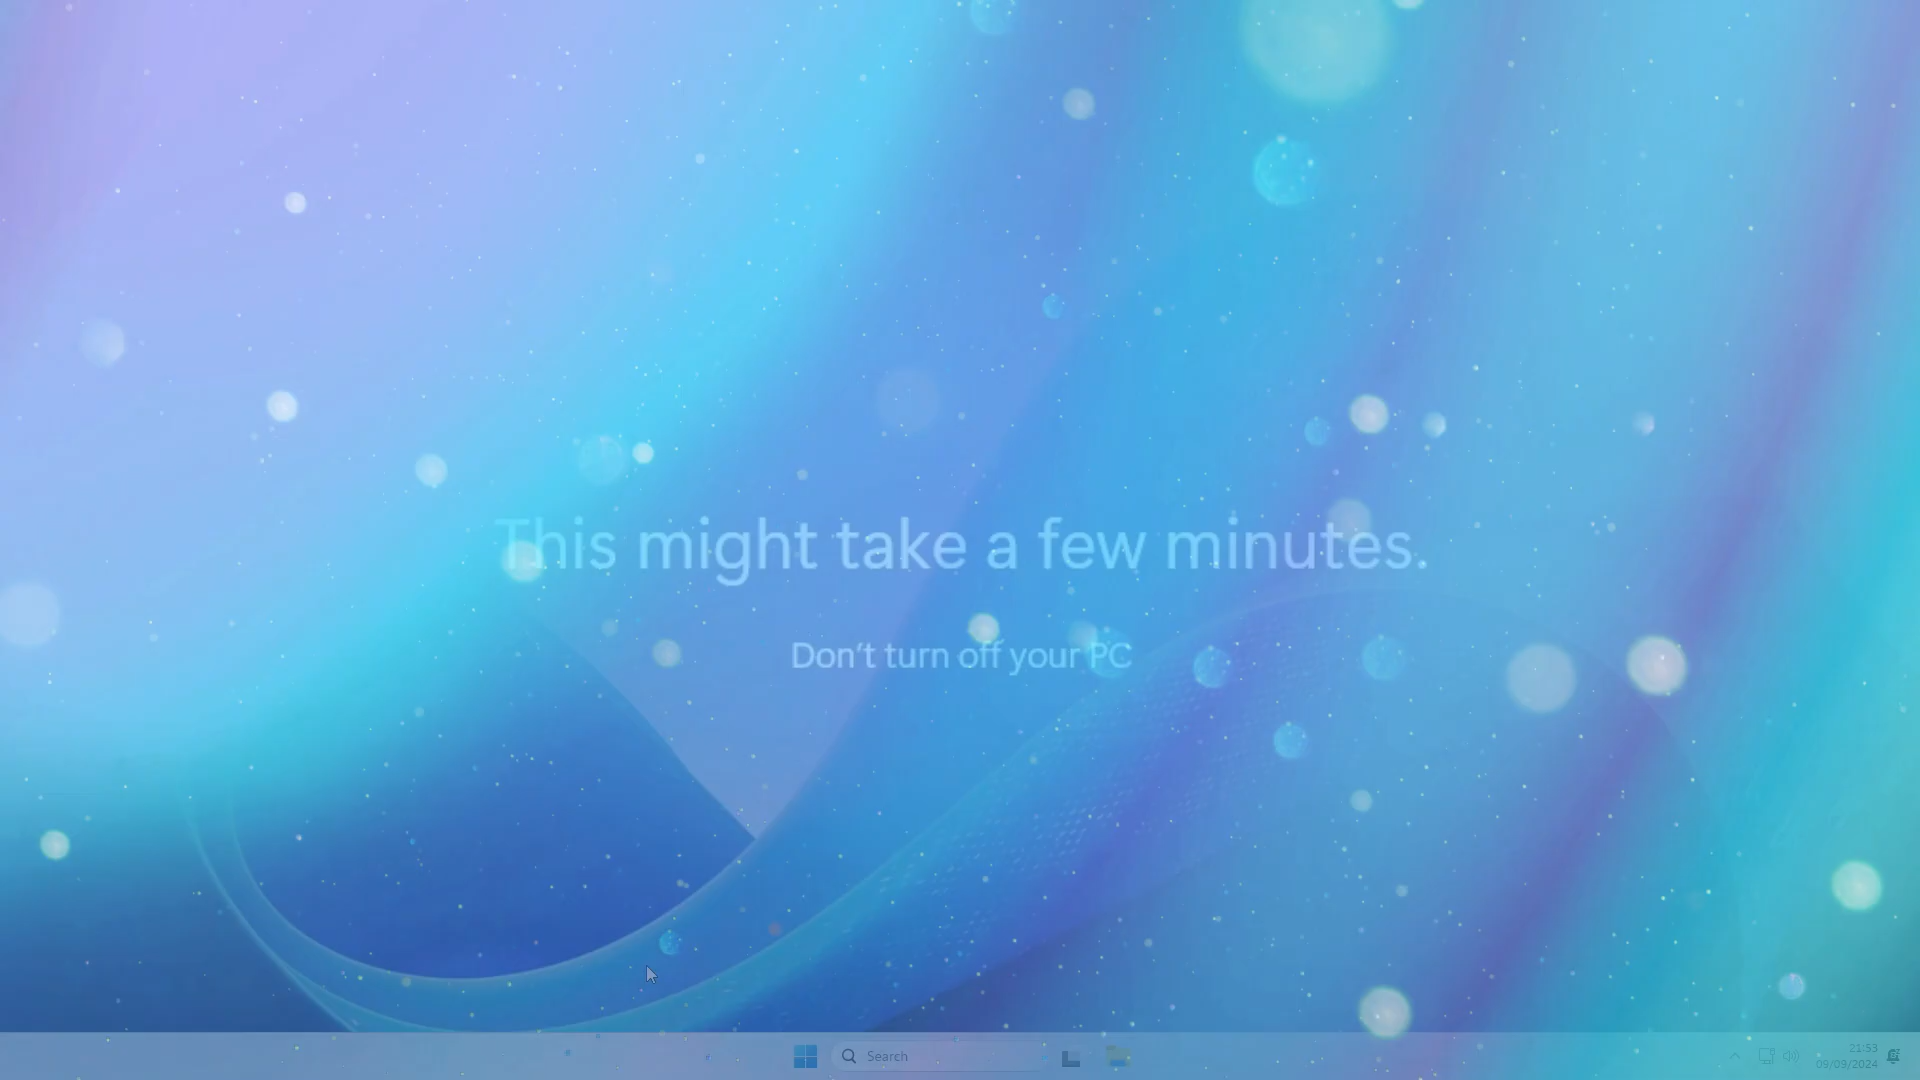 This might take a few minutes.
Don't turn off your PC
Search
21:53
09/09/2024